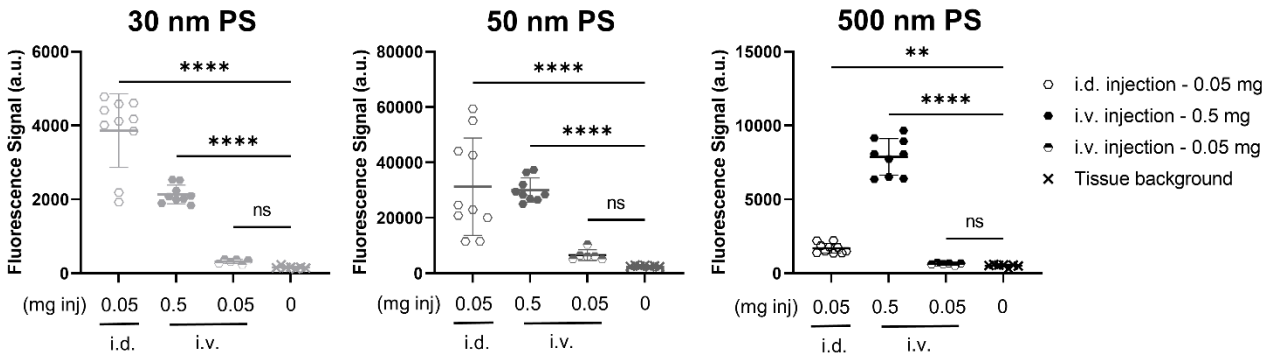 30 nm PS
Fluorescence Signal (a.u.)
6000
4000
2000
0
****
****
ns
(mg inj) 0.05 0.5 0.05 0
i.d. i.v.
50 nm PS
Fluorescence Signal (a.u.)
80000
60000
40000
20000
0
****
****
ns
(mg inj) 0.05 0.5 0.05 0
i.d. i.v.
500 nm PS
Fluorescence Signal (a.u.)
15000
10000
5000
0
**
****
ns
(mg inj) 0.05 0.5 0.05 0
i.d. i.v.
i.d. injection - 0.05 mg
i.v. injection - 0.5 mg
i.v. injection - 0.05 mg
Tissue background